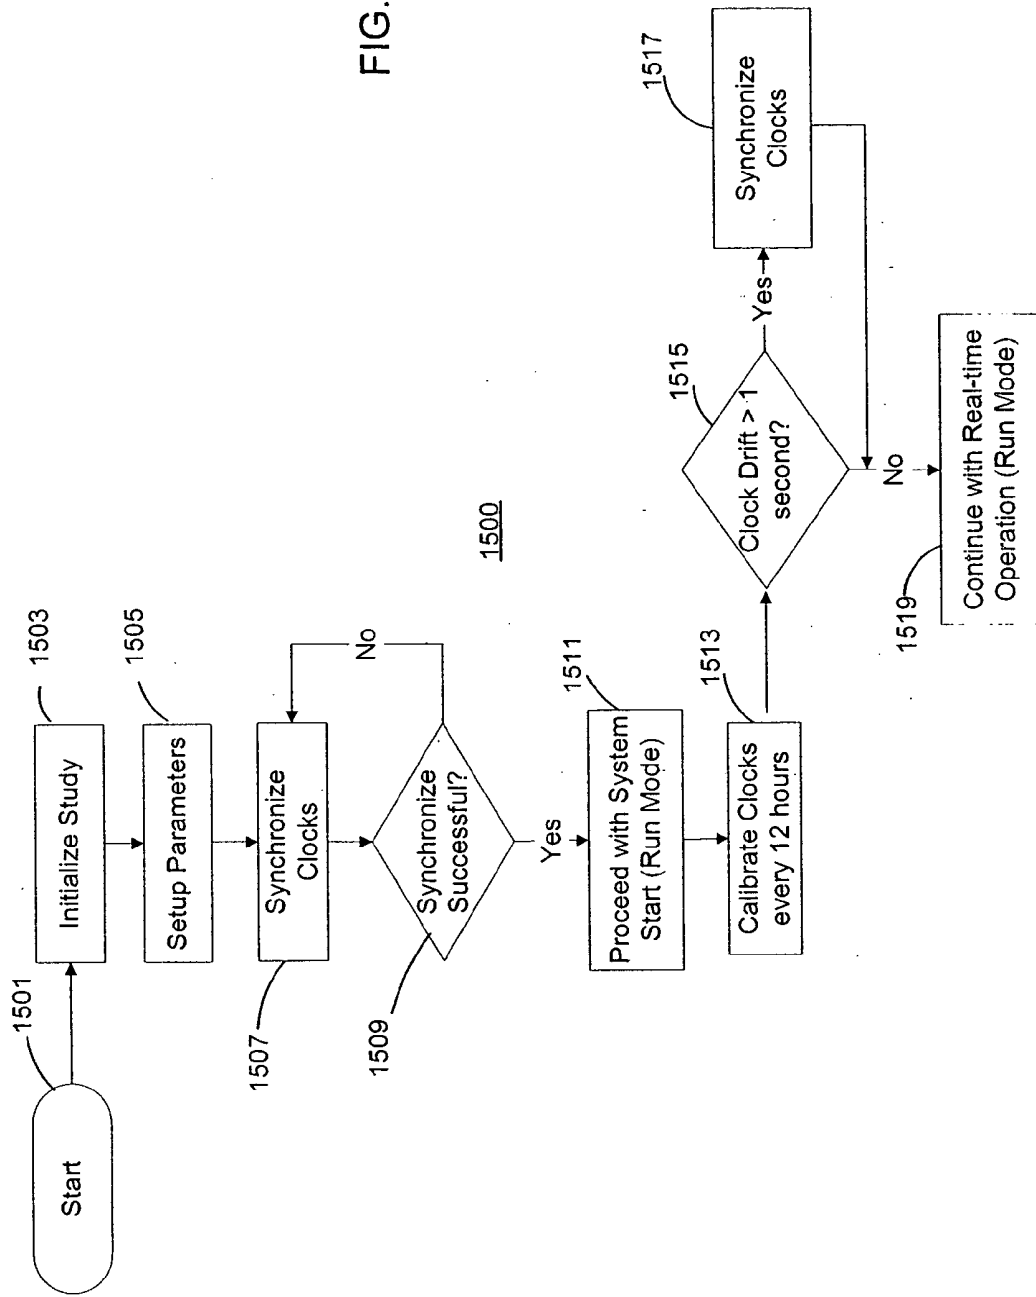 FIG.
1500
1501
Start
1503
Initialize Study
1505
Setup Parameters
1507
Synchronize
Clocks
No
1509
Synchronize
Successful?
Yes
1511
Proceed with System
Start (Run Mode)
1513
Calibrate Clocks
every 12 hours
1515
Clock Drift > 1
second?
Yes
1517
Synchronize
Clocks
No
1519
Continue with Real-time
Operation (Run Mode)